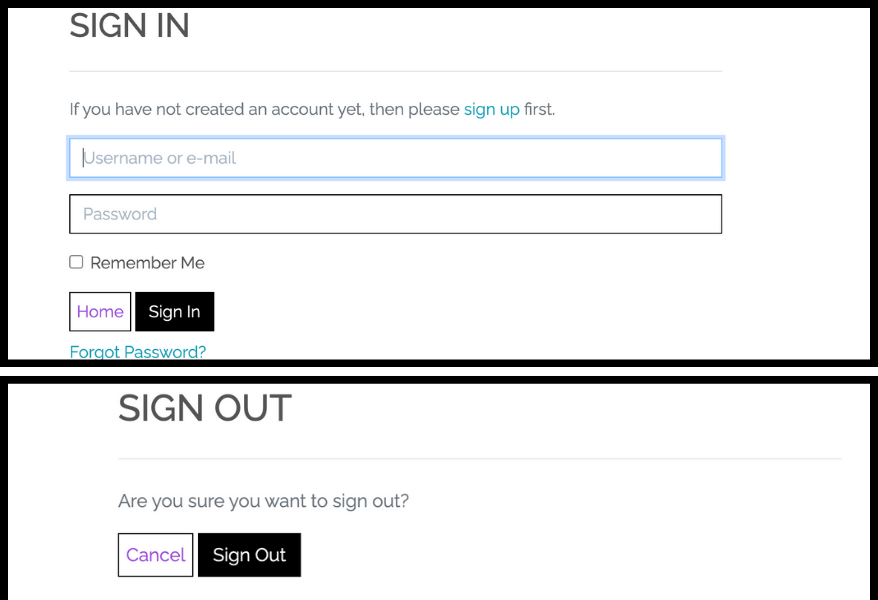 SIGN IN
If you have not created an account yet, then please sign up first.
Username or e-mail
Password
Remember Me
Home Sign In
Forgot Password?
SIGN OUT
Are you sure you want to sign out?
Cancel Sign Out